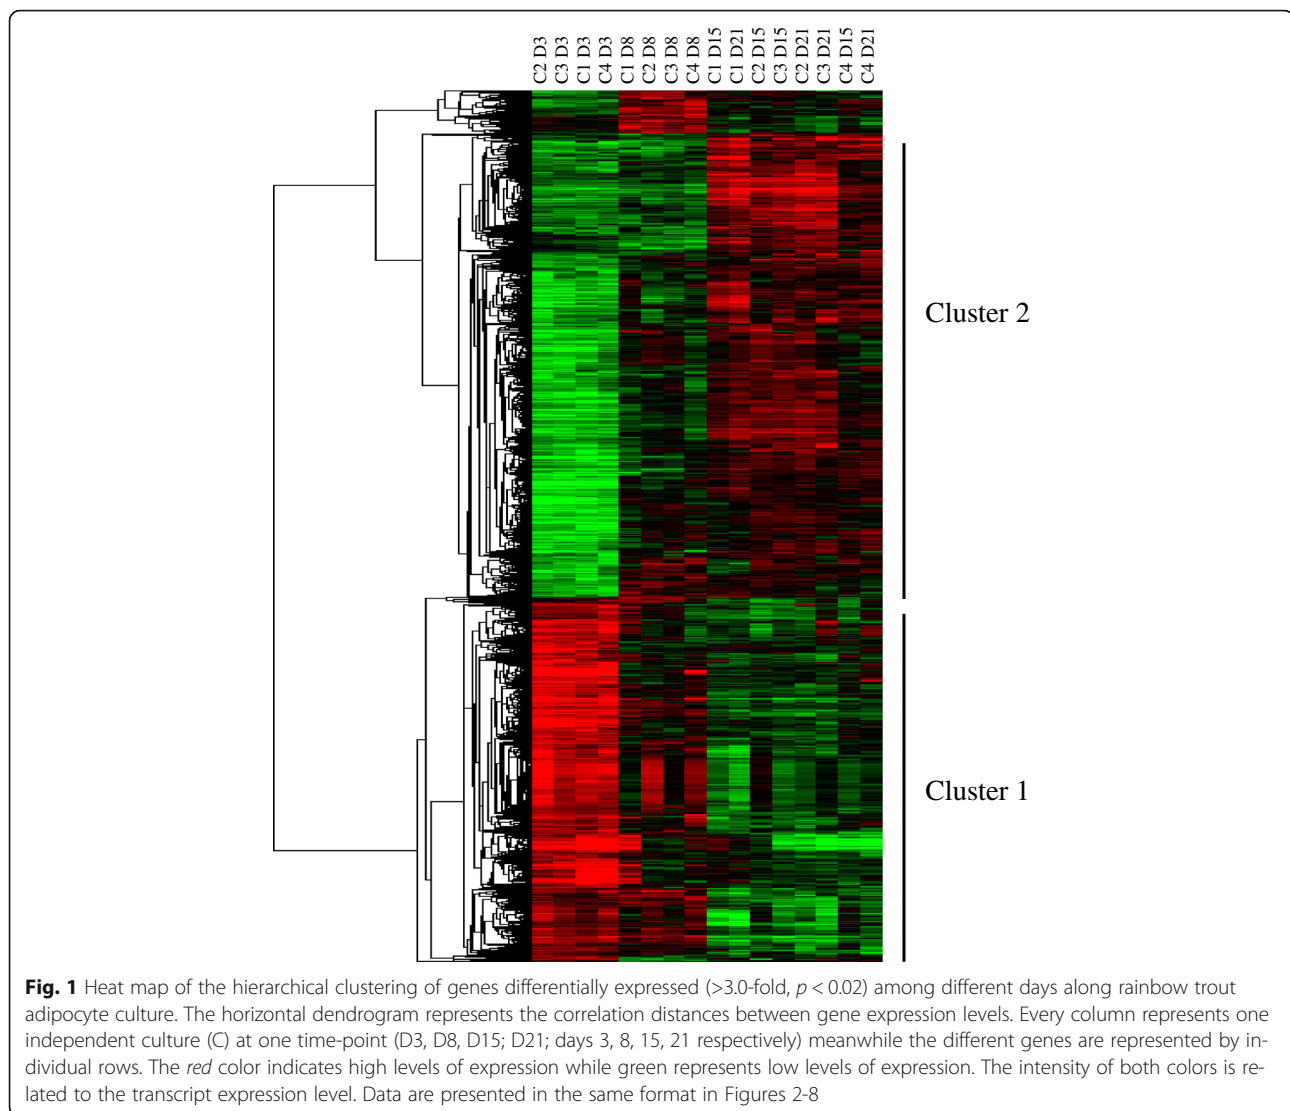 C2 D3
C3 D3
C1 D3
C4 D3
C1 D8
C2 D8
C3 D8
C4 D8
C1 D15
C1 D21
C2 D15
C3 D15
C2 D21
C3 D21
C4 D15
C4 D21
Cluster 2
Cluster 1
Fig. 1 Heat map of the hierarchical clustering of genes differentially expressed (>3.0-fold, p < 0.02) among different days along rainbow trout
adipocyte culture. The horizontal dendrogram represents the correlation distances between gene expression levels. Every column represents one
independent culture (C) at one time-point (D3, D8, D15; D21; days 3, 8, 15, 21 respectively) meanwhile the different genes are represented by in-
dividual rows. The red color indicates high levels of expression while green represents low levels of expression. The intensity of both colors is re-
lated to the transcript expression level. Data are presented in the same format in Figures 2-8